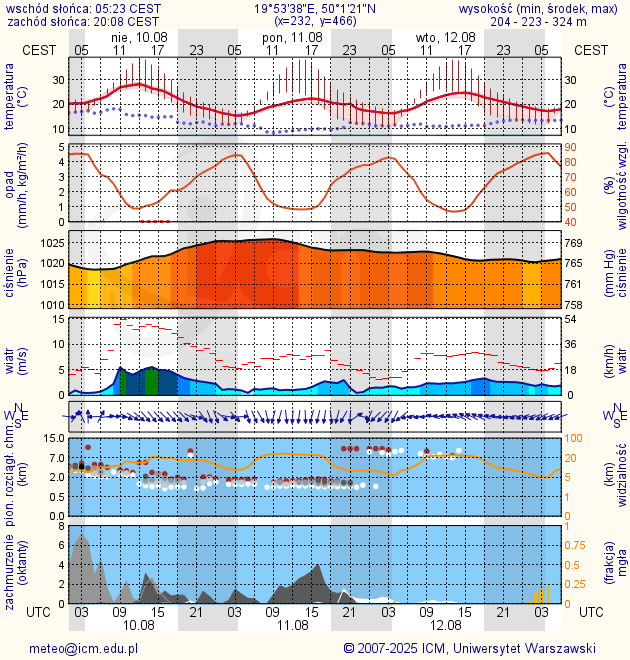 wschód słońca: 05:23 CEST 19°53'38"E, 50°1'21"N wysokość (min, środek, max)
zachód słońca: 20:08 CEST (x=232, y=466) 204 - 223 - 324 m
nie, 10.08 pon, 11.08 wto, 12.08
CEST 05 11 17 23 05 11 17 23 05 11 17 23 05 CEST
temperatura
(°C)
30
20
10
30
20
10
temperatura
(°C)
opad
(mm/h, kg/m²/h)
5
4
3
2
1
0
90
80
70
60
50
40
(%)
wilgotność wzgl.
ciśnienie
(hPa)
1025
1020
1015
1010
769
765
761
758
(mm Hg)
ciśnienie
wiatr
(m/s)
15
10
5
0
54
36
18
0
(km/h)
wiatr
N
W E
S
N
W E
S
pion. rozciągł. chm.
(km)
15.0
7.0
2.0
0.5
0.0
100
20
5
1
0
(km)
widzialność
zachmurzenie
(oktanty)
8
6
4
2
0
1
0.75
0.5
0.25
0
(frakcja)
mgła
UTC 03 09 15 21 03 09 15 21 03 09 15 21 03 UTC
10.08 11.08 12.08
meteo@icm.edu.pl © 2007-2025 ICM, Uniwersytet Warszawski